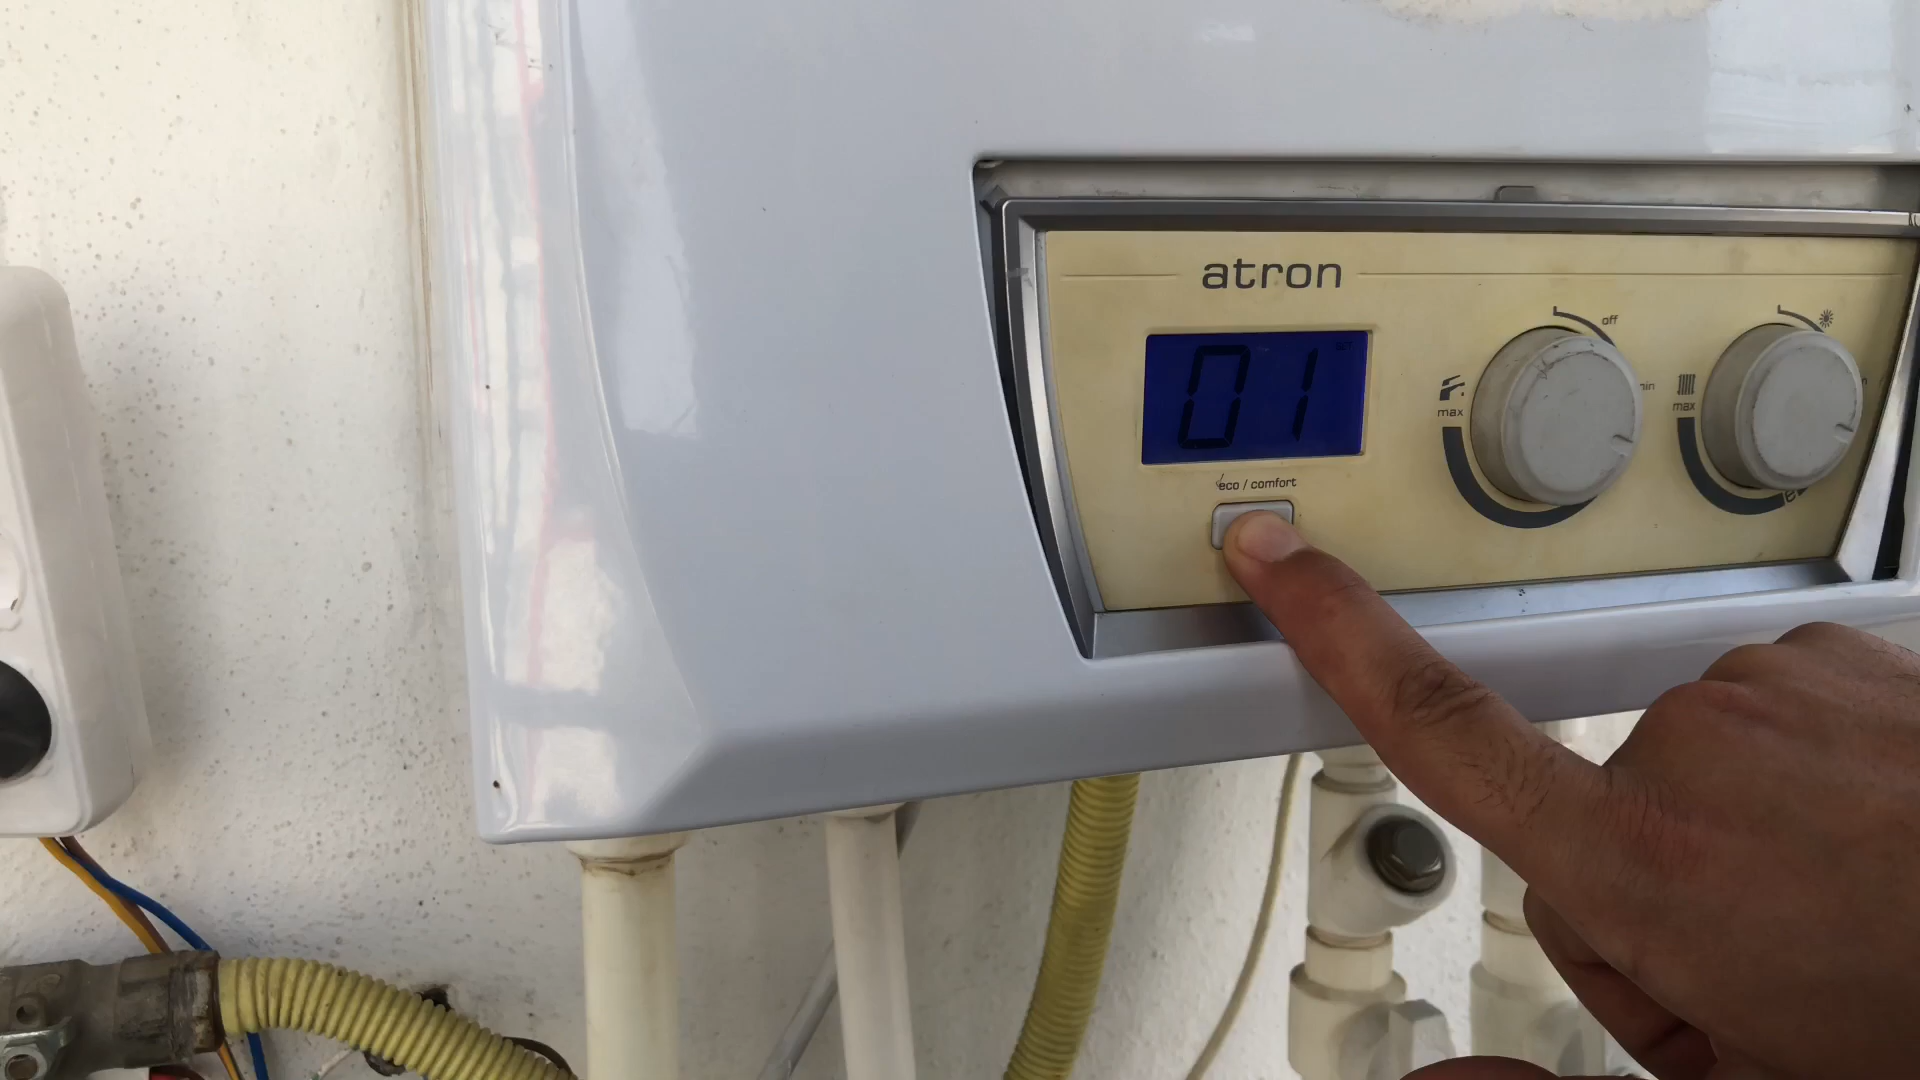 atron
01
eco / comfort
off
max
max